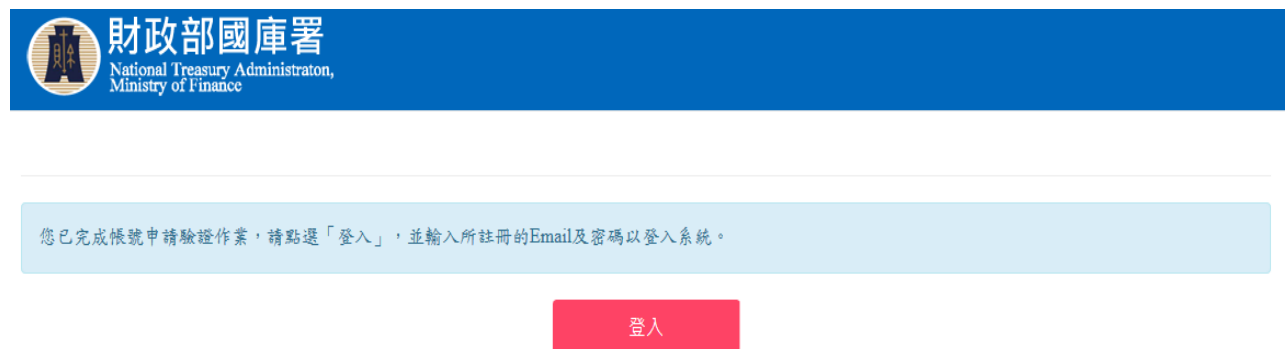 財政部國庫署
National Treasury Administraton,
Ministry of Finance
您已完成帳號申請驗證作業，請點選「登入」，並輸入所註冊的Email及密碼以登入系統。
登入